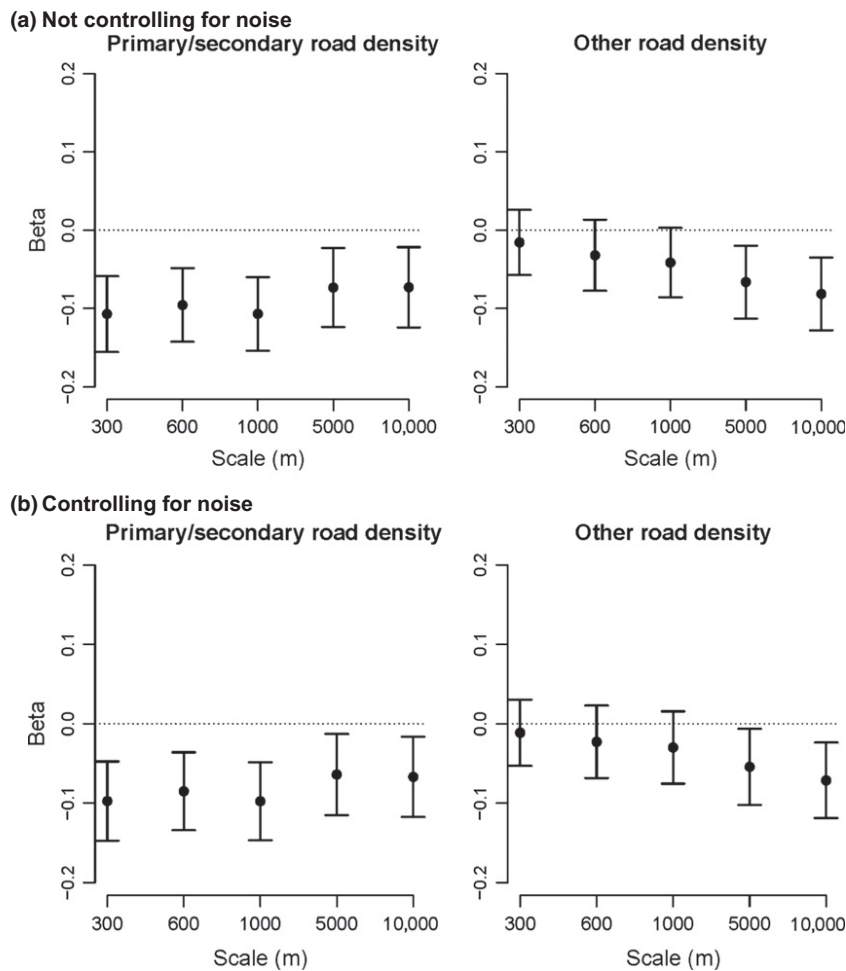 (a) Not controlling for noise
Primary/secondary road density
Other road density
Beta
0.2
0.1
0.0
−0.1
−0.2
300 600 1000 5000 10,000
Scale (m)
0.2
0.1
0.0
−0.1
−0.2
300 600 1000 5000 10,000
Scale (m)
(b) Controlling for noise
Primary/secondary road density
Other road density
Beta
0.2
0.1
0.0
−0.1
−0.2
300 600 1000 5000 10,000
Scale (m)
0.2
0.1
0.0
−0.1
−0.2
300 600 1000 5000 10,000
Scale (m)